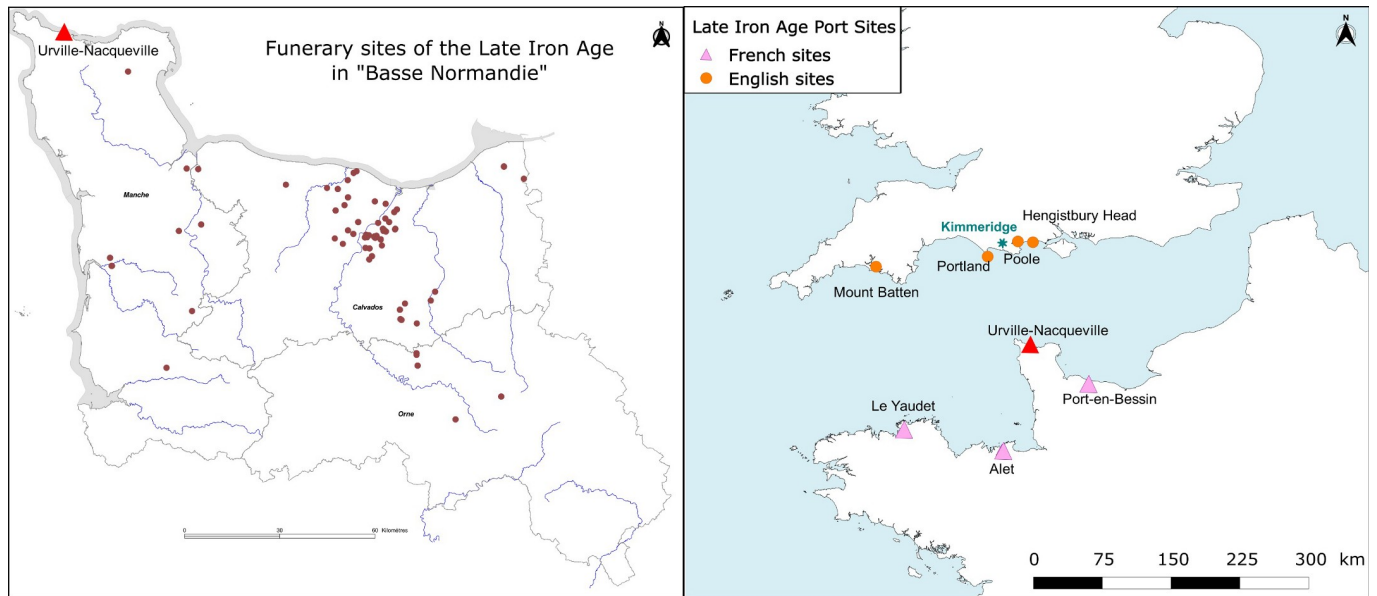 Urville-Nacqueville
Funerary sites of the Late Iron Age
in "Basse Normandie"
N
Manche
Calvados
Orne
0 30 60 Kilomètres
Late Iron Age Port Sites
French sites
English sites
N
Hengistbury Head
Kimmeridge
Poole
Portland
Mount Batten
Urville-Nacqueville
Port-en-Bessin
Le Yaudet
Alet
0 75 150 225 300 km